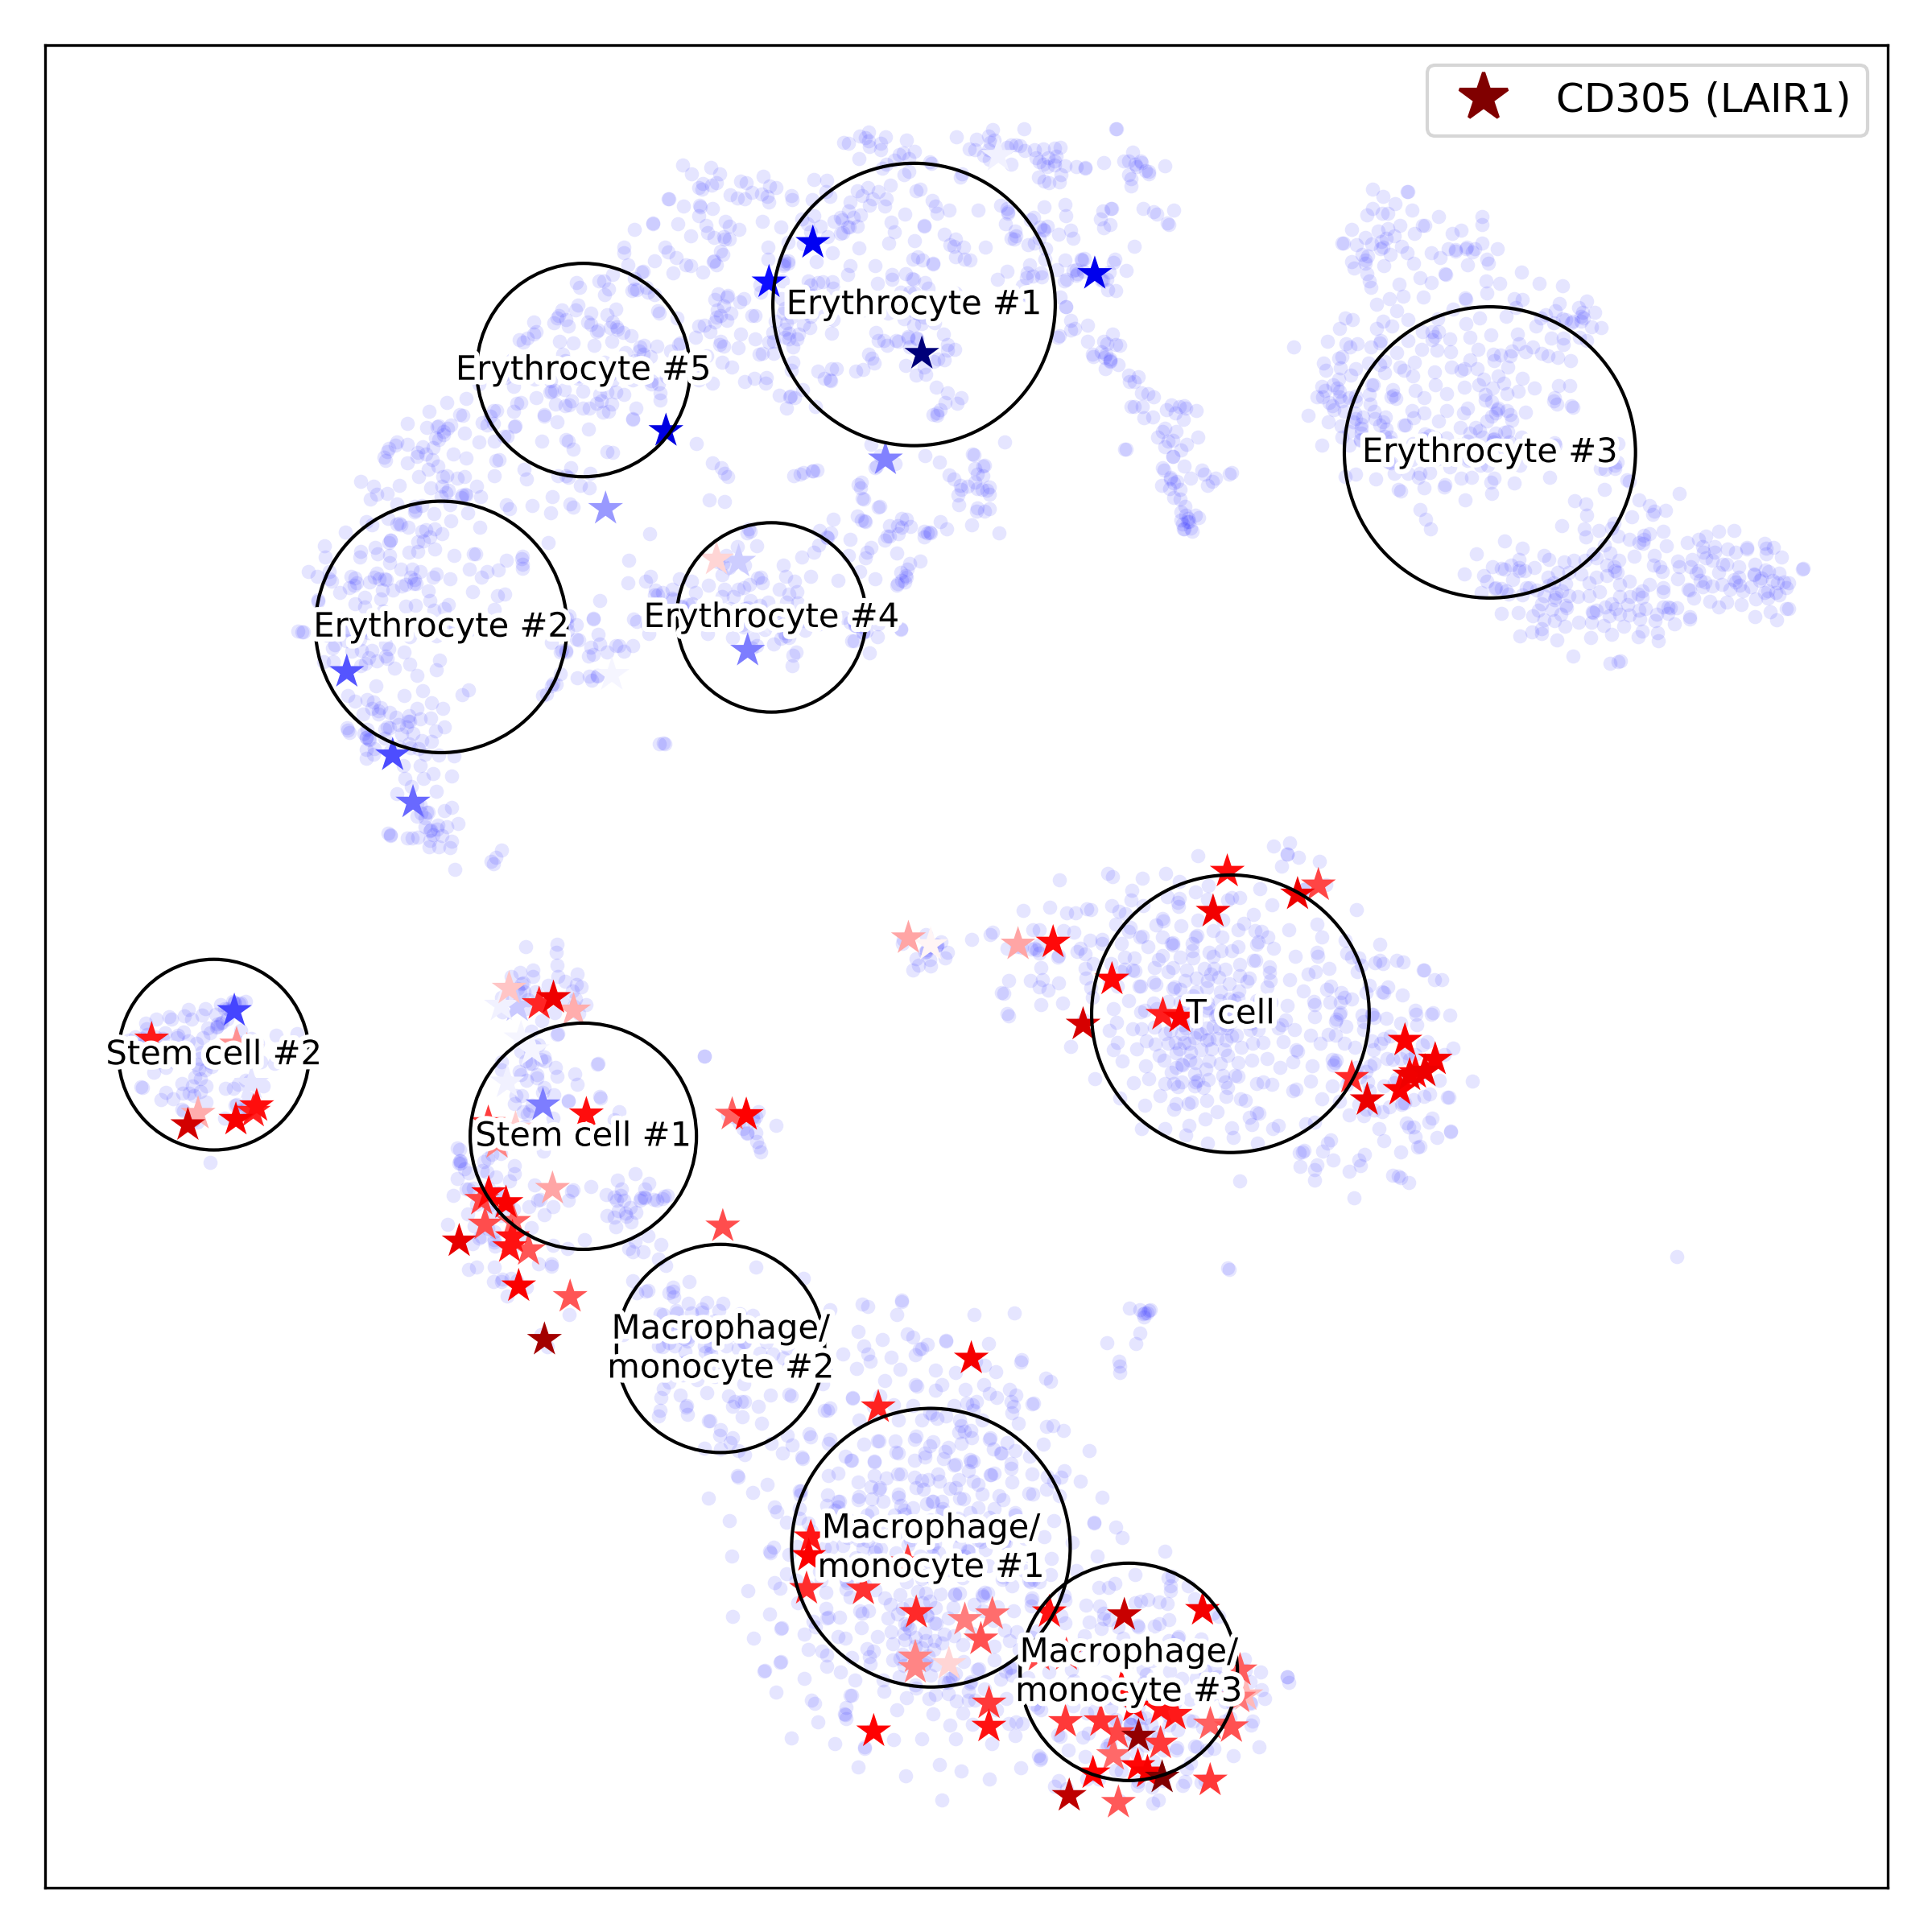 CD305 (LAIR1)
Erythrocyte #1
Erythrocyte #5
Erythrocyte #3
Erythrocyte #4
Erythrocyte #2
T cell
Stem cell #2
Stem cell #1
Macrophage/
monocyte #2
Macrophage/
monocyte #1
Macrophage/
monocyte #3